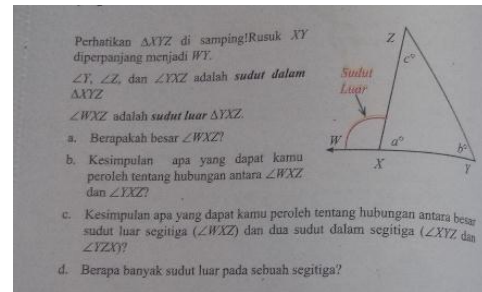 Perhatikan ΔXYZ di samping!Rusuk XY
diperpanjang menjadi WY.
∠Y, ∠Z, dan ∠YXZ adalah sudut dalam
ΔXYZ
∠WXZ adalah sudut luar ΔYXZ.
a. Berapakah besar ∠WXZ?
b. Kesimpulan apa yang dapat kamu
peroleh tentang hubungan antara ∠WXZ
dan ∠YXZ?
Z
c°
Sudut
Luar
W
a°
b°
X
Y
c. Kesimpulan apa yang dapat kamu peroleh tentang hubungan antara besar
sudut luar segitiga (∠WXZ) dan dua sudut dalam segitiga (∠XYZ dan
∠YZX)?
d. Berapa banyak sudut luar pada sebuah segitiga?